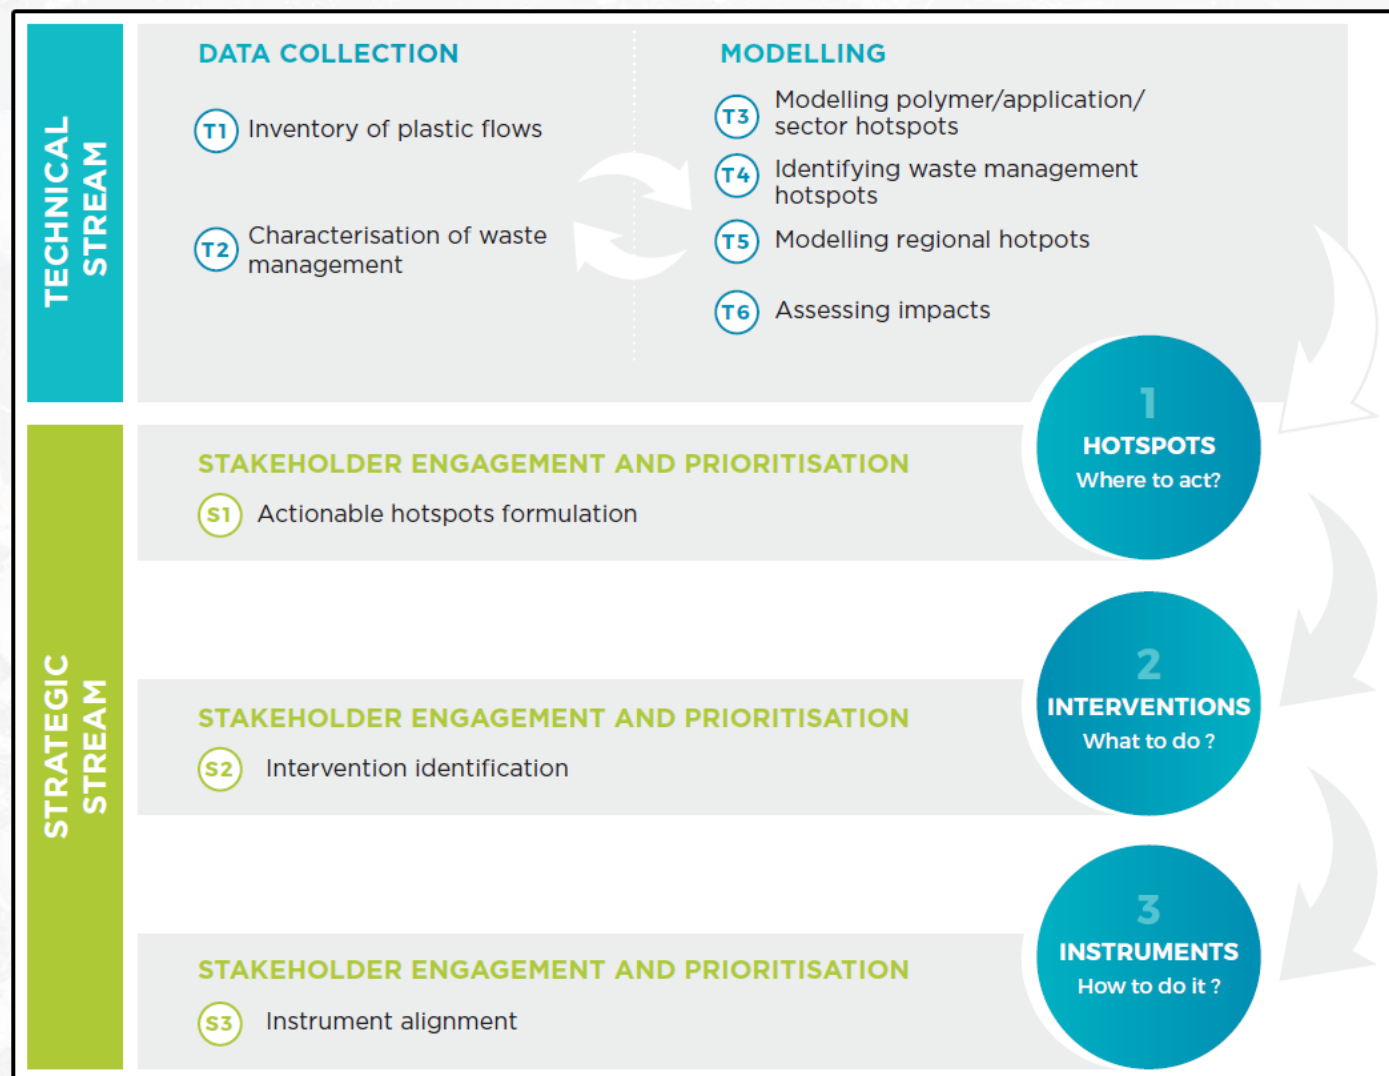 TECHNICAL
STREAM
DATA COLLECTION
T1 Inventory of plastic flows
T2 Characterisation of waste
management
MODELLING
T3 Modelling polymer/application/
sector hotspots
T4 Identifying waste management
hotspots
T5 Modelling regional hotpots
T6 Assessing impacts
1
HOTSPOTS
Where to act?
STRATEGIC
STREAM
STAKEHOLDER ENGAGEMENT AND PRIORITISATION
S1 Actionable hotspots formulation
2
INTERVENTIONS
What to do ?
STAKEHOLDER ENGAGEMENT AND PRIORITISATION
S2 Intervention identification
3
INSTRUMENTS
How to do it ?
STAKEHOLDER ENGAGEMENT AND PRIORITISATION
S3 Instrument alignment